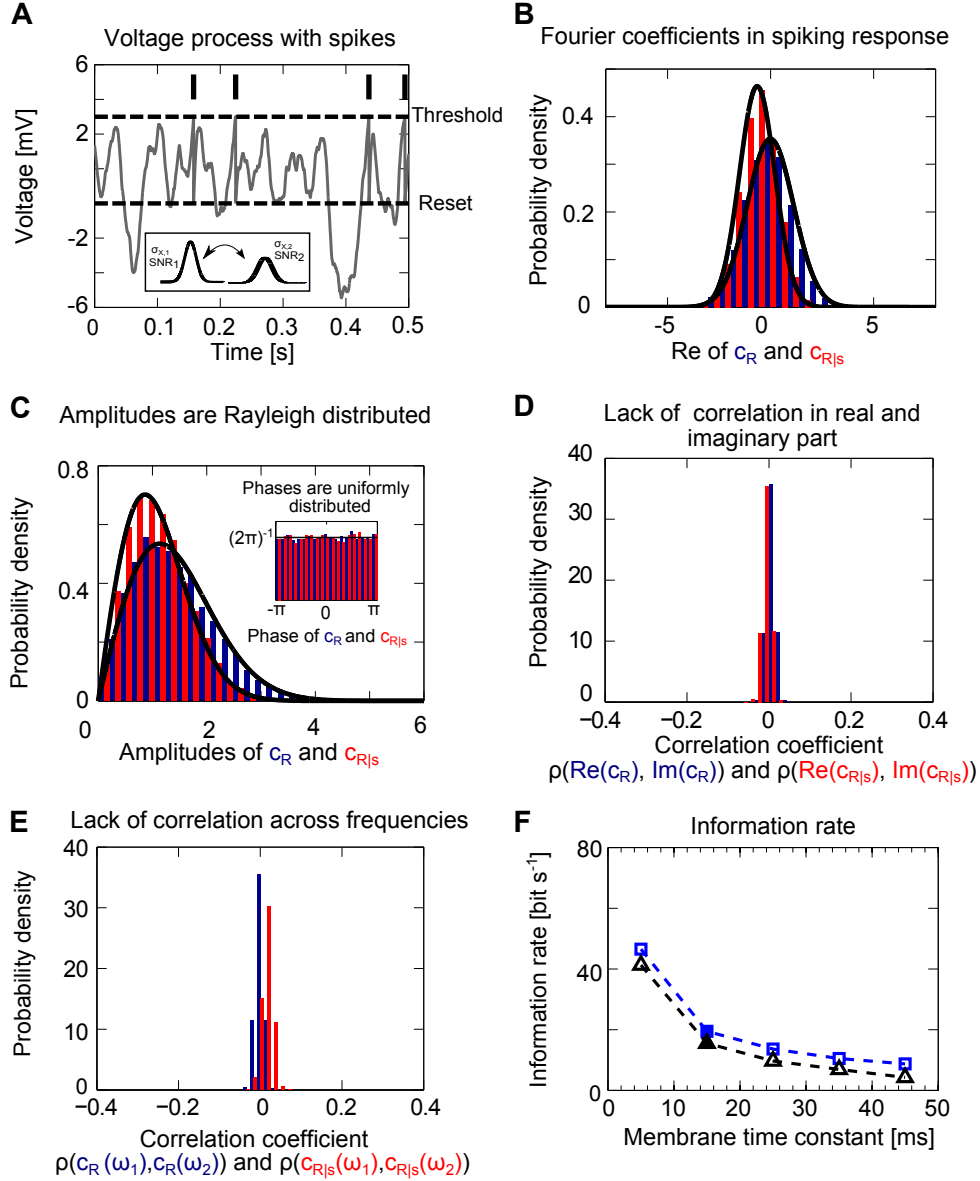 A
Voltage process with spikes
Voltage [mV]
6
2
-2
-6
Threshold
Reset
σX,1
SNR1
σX,2
SNR2
0 0.1 0.2 0.3 0.4 0.5
Time [s]
B
Fourier coefficients in spiking response
Probability density
0.4
0.2
0
-5 0 5
Re of cR and cR|s
C
Amplitudes are Rayleigh distributed
Probability density
0.8
0.4
0
Phases are uniformly
distributed
(2π)-1
-π 0 π
Phase of cR and cR|s
0 2 4 6
Amplitudes of cR and cR|s
D
Lack of correlation in real and
imaginary part
Probability density
40
30
20
10
0
−0.4 −0.2 0 0.2 0.4
Correlation coefficient
ρ(Re(cR), Im(cR)) and ρ(Re(cR|s), Im(cR|s))
E
Lack of correlation across frequencies
Probability density
40
30
20
10
0
−0.4 −0.2 0 0.2 0.4
Correlation coefficient
ρ(cR (ω1),cR(ω2)) and ρ(cR|s(ω1),cR|s(ω2))
F
Information rate
Information rate [bit s-1]
80
40
0
0 10 20 30 40 50
Membrane time constant [ms]